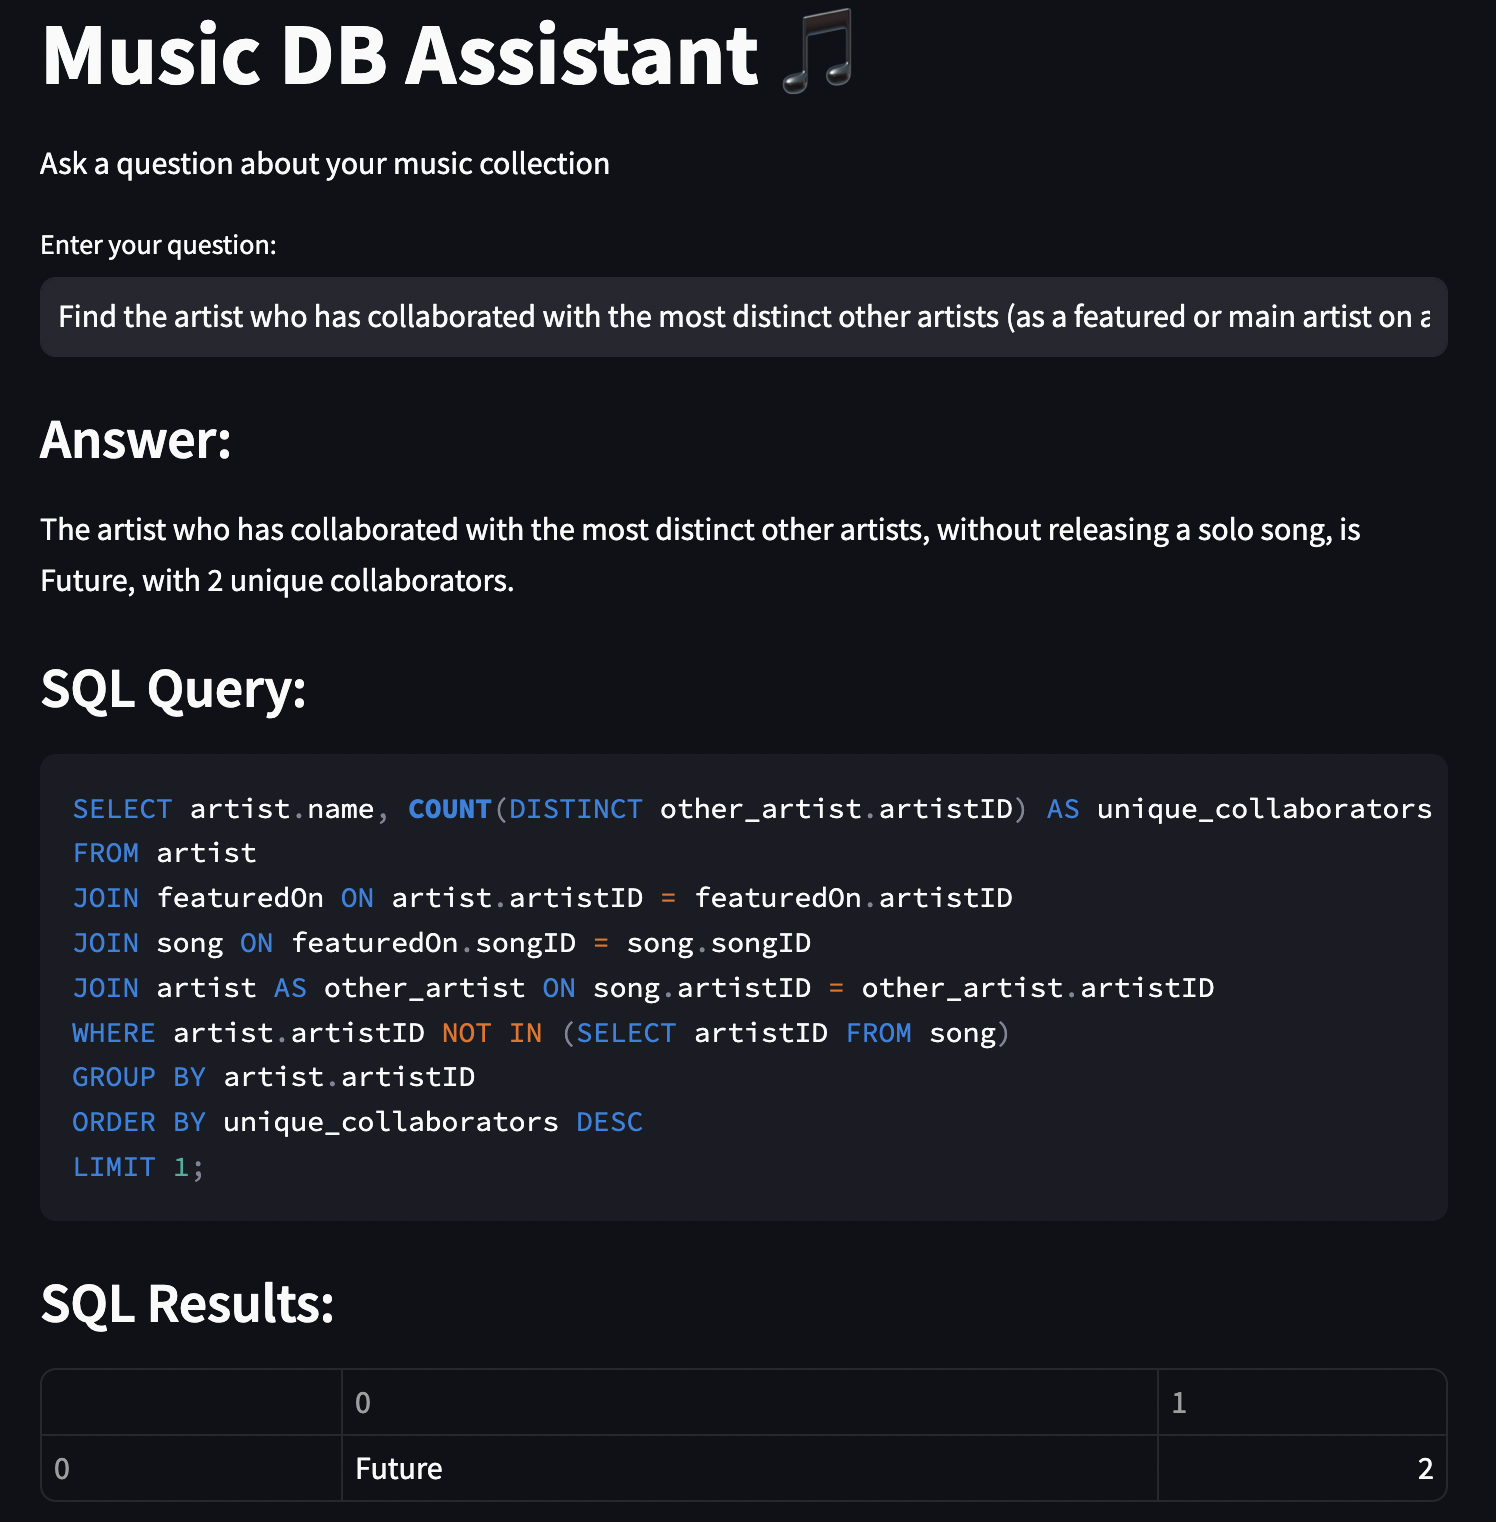 Music DB Assistant 🎵
Ask a question about your music collection
Enter your question:
Find the artist who has collaborated with the most distinct other artists (as a featured or main artist on a
Answer:
The artist who has collaborated with the most distinct other artists, without releasing a solo song, is
Future, with 2 unique collaborators.
SQL Query:
SELECT artist.name, COUNT(DISTINCT other_artist.artistID) AS unique_collaborators
FROM artist
JOIN featuredOn ON artist.artistID = featuredOn.artistID
JOIN song ON featuredOn.songID = song.songID
JOIN artist AS other_artist ON song.artistID = other_artist.artistID
WHERE artist.artistID NOT IN (SELECT artistID FROM song)
GROUP BY artist.artistID
ORDER BY unique_collaborators DESC
LIMIT 1;
SQL Results:
0 1
0 Future 2